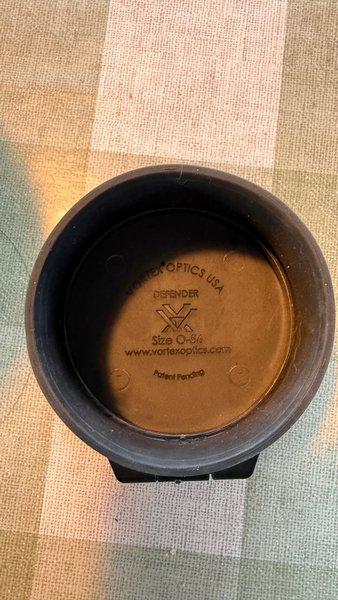 VORTEX® OPTICS USA
DEFENDER
Size O-56
www.vortexoptics.com
Patent Pending